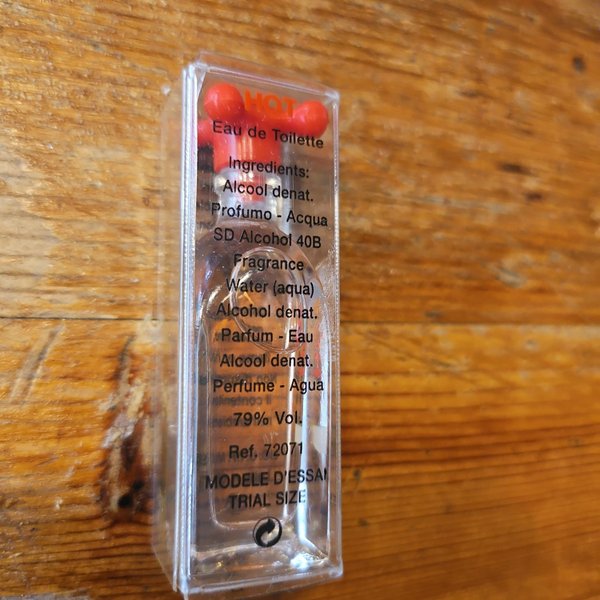 HOT
Eau de Toilette
Ingredients:
Alcool denat.
Profumo - Acqua
SD Alcohol 40B
Fragrance
Water (aqua)
Alcohol denat.
Parfum - Eau
Alcool denat.
Perfume - Agua
79% Vol.
Ref. 72071
MODELE D'ESSAI
TRIAL SIZE